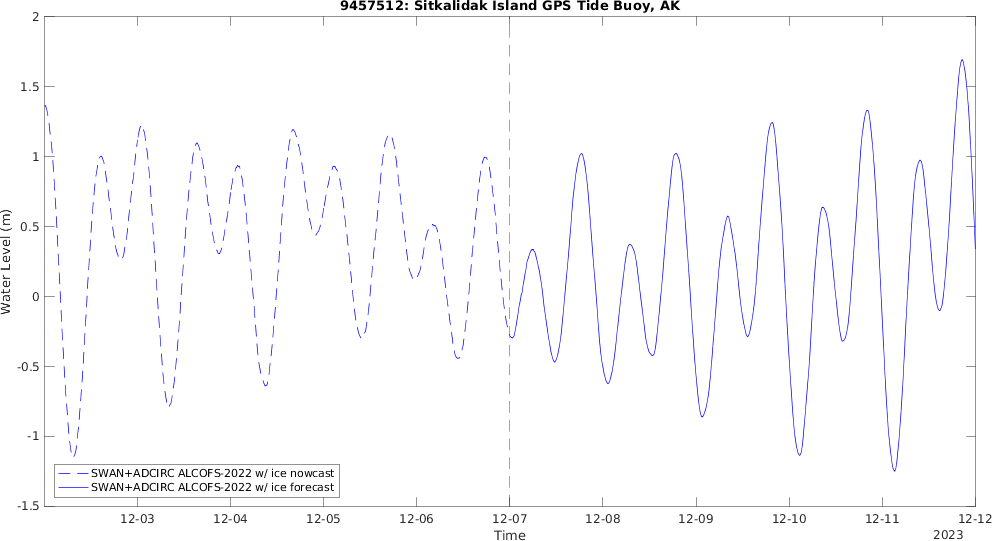 9457512: Sitkalidak Island GPS Tide Buoy, AK
2
1.5
1
0.5
0
-0.5
-1
-1.5
Water Level (m)
SWAN+ADCIRC ALCOFS-2022 w/ ice nowcast
SWAN+ADCIRC ALCOFS-2022 w/ ice forecast
12-03 12-04 12-05 12-06 12-07 12-08 12-09 12-10 12-11 12-12
Time
2023